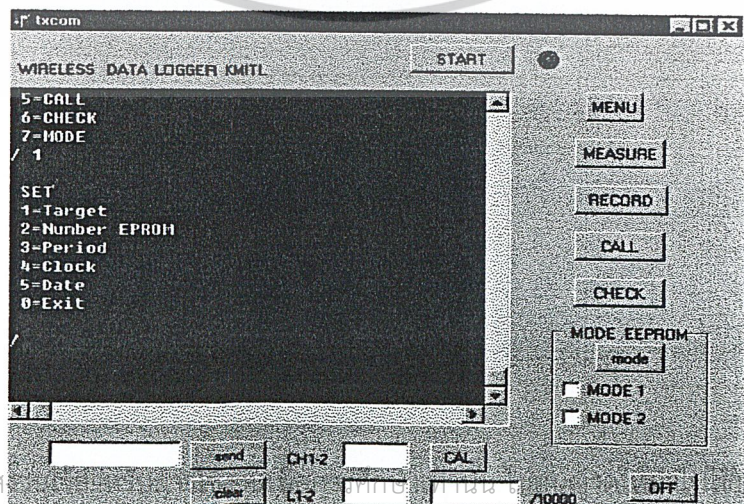 txcom
WIRELESS DATA LOGGER KMITL
START
5=CALL
6=CHECK
7=MODE
/ 1
SET
1=Target
2=Number EPROM
3=Period
4=Clock
5=Date
0=Exit
/
MENU
MEASURE
RECORD
CALL
CHECK
MODE EEPROM
mode
MODE 1
MODE 2
send
CH1-2
CAL
clear
L1-2
/10000
OFF